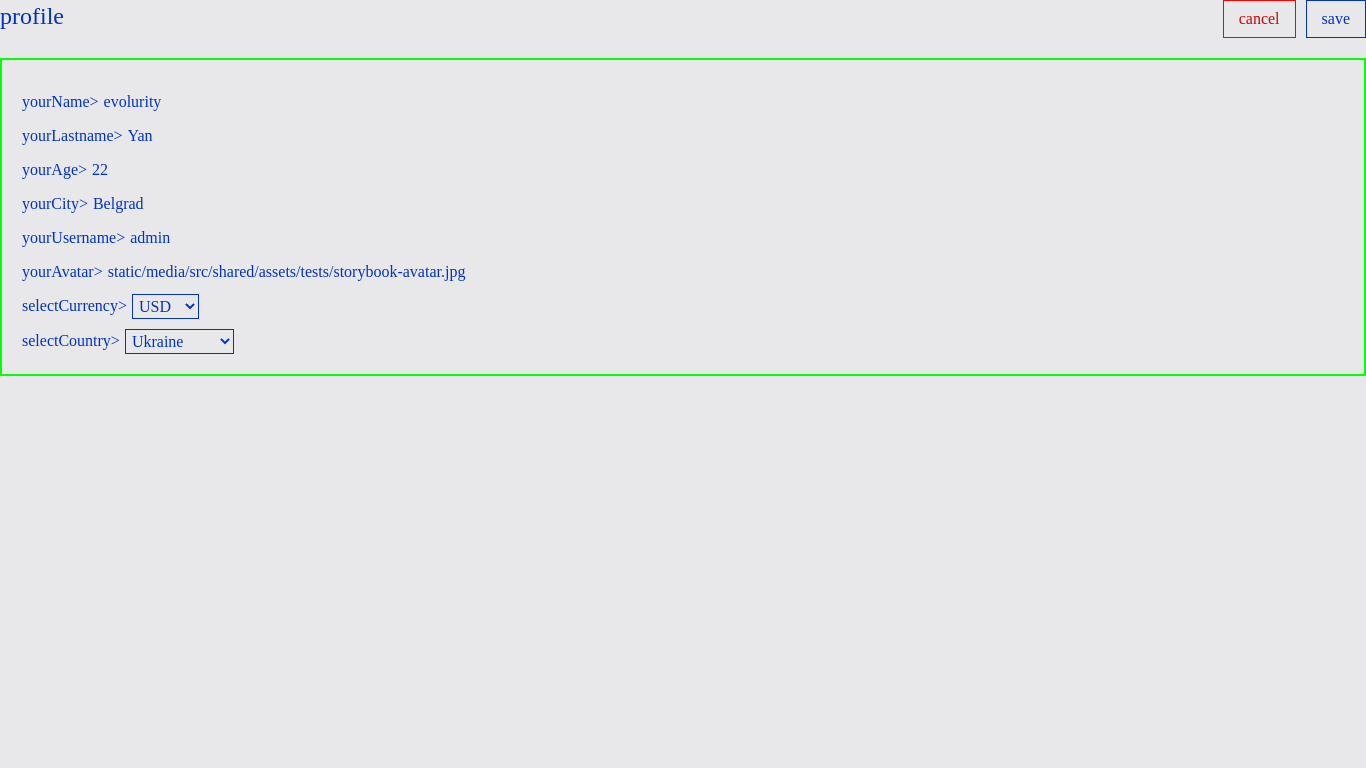 profile
cancel
save
yourName> evolurity
yourLastname> Yan
yourAge> 22
yourCity> Belgrad
yourUsername> admin
yourAvatar> static/media/src/shared/assets/tests/storybook-avatar.jpg
selectCurrency> USD
selectCountry> Ukraine